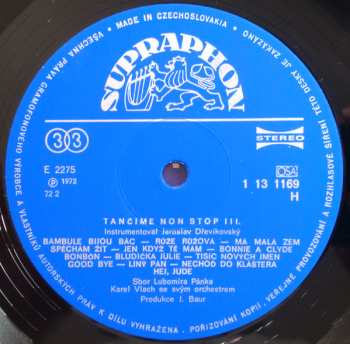 VŠECHNA PRÁVA GRAMOFONOVÉHO VÝROBCE A VLASTNÍKA AUTORSKÝCH PRÁV K DÍLU VYHRAŽENA. POŘIZOVÁNÍ KOPIÍ, VEŘEJNÉ PROVOZOVÁNÍ A ROZHLASOVÉ ŠÍŘENÍ TÉTO DESKY JE ZAKÁZÁNO
• MADE IN CZECHOSLOVAKIA •
SUPRAPHON
33
STEREO
E 2275
OSA
℗ 1972
1 13 1169
72 2
H
TANČÍME NON STOP III.
Instrumentoval Jaroslav Dřevikovský
BAMBULE BIJOU BÁC — RŮŽE RŮŽOVÁ — MÁ MALÁ ZEM
SPĚCHÁM ŽÍT — JEN KDYŽ TĚ MÁM — BONNIE A CLYDE
BONBÓN — BLUDIČKA JULIE — TISÍC NOVÝCH JMEN
GOOD BYE — LÍNÝ PÁN — NECHOĎ DO KLÁŠTERA
HEJ, JUDE
Sbor Lubomíra Pánka
Karel Vlach se svým orchestrem
Produkce J. Baur